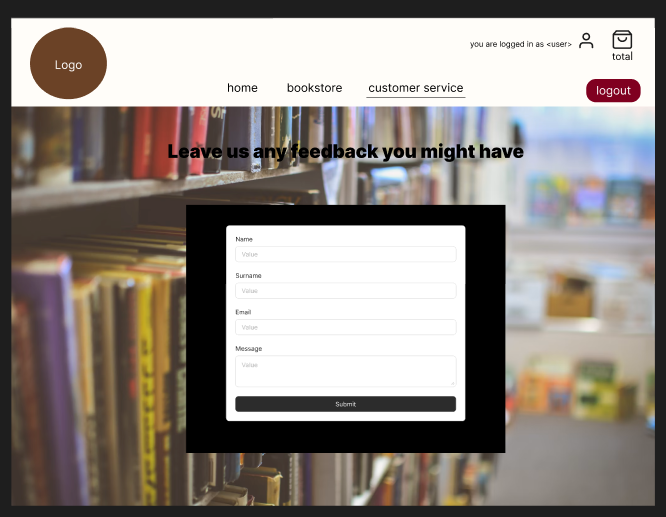 Logo
you are logged in as <user>
total
home
bookstore
customer service
logout
Leave us any feedback you might have
Name
Value
Surname
Value
Email
Value
Message
Value
Submit